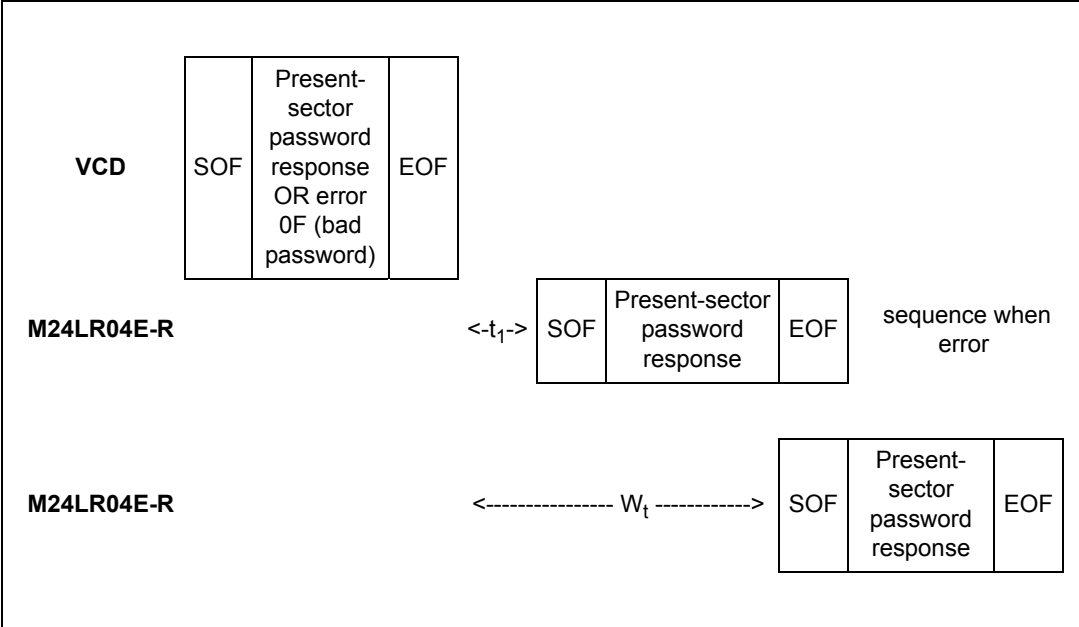 Present-
sector
password
VCD SOF response EOF
OR error
0F (bad
password)
M24LR04E-R <-t1-> SOF Present-sector
password
response EOF sequence when
error
M24LR04E-R <---------------- Wt -------------> SOF Present-
sector
password
response EOF